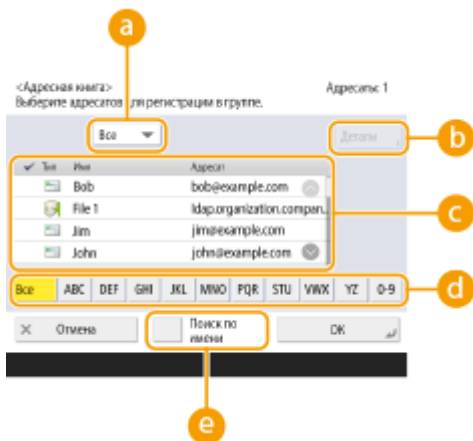 a
<Адресная книга> Адресаты: 1
Выберите адресатов для регистрации в группе.
Все
Детали
b
✓ Тип Имя Адресат
Bob bob@example.com
File 1 ldap.organization.compan..
c
Jim jim@example.com
John john@example.com
Все ABC DEF GHI JKL MNO PQR STU VWX YZ 0-9
d
× Отмена
Поиск по
имени
OK
e